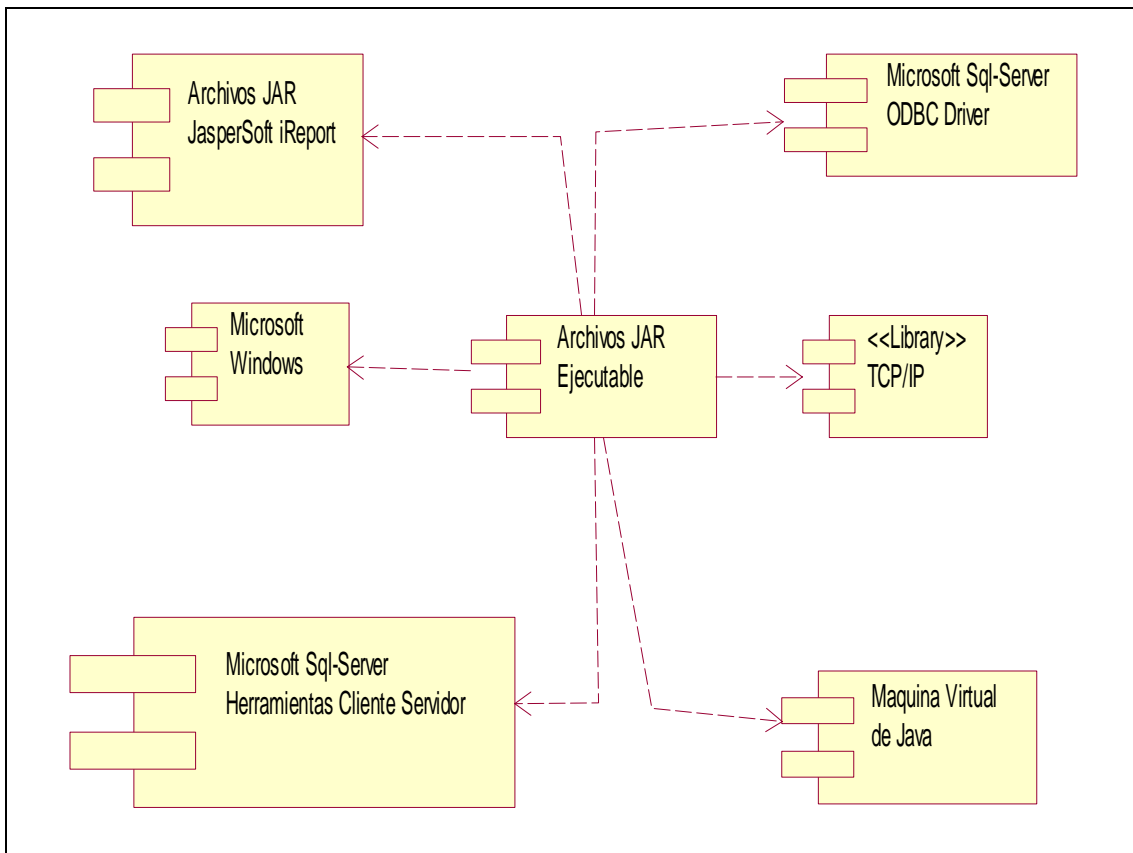 Archivos JAR
JasperSoft iReport
Microsoft Sql-Server
ODBC Driver
Microsoft
Windows
Archivos JAR
Ejecutable
<<Library>>
TCP/IP
Microsoft Sql-Server
Herramientas Cliente Servidor
Maquina Virtual
de Java